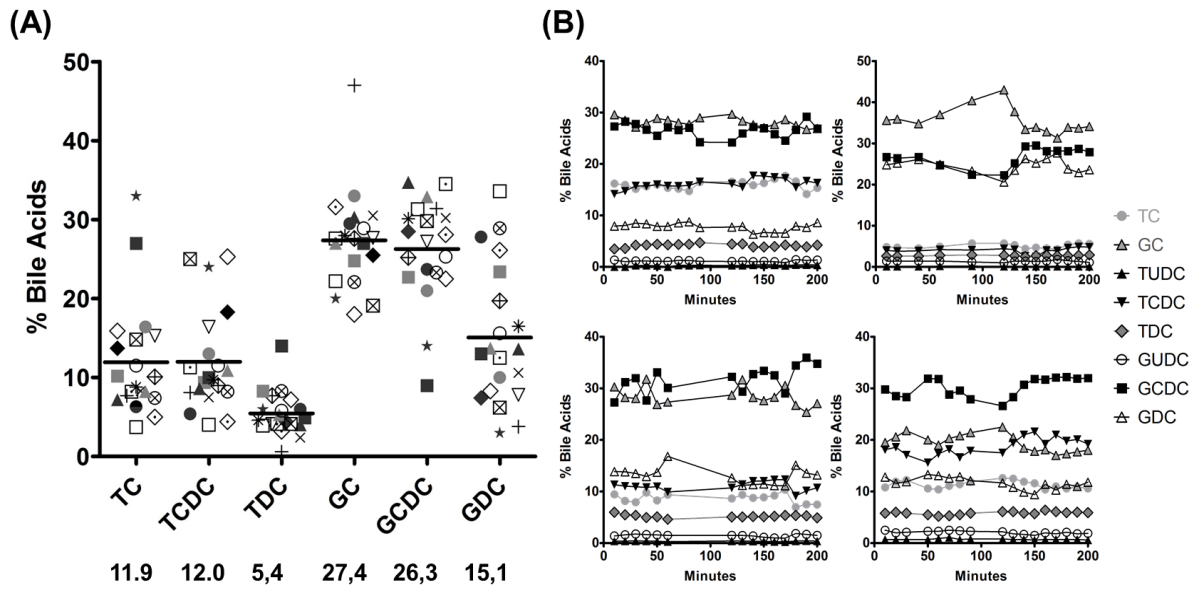 (A)
% Bile Acids
50
40
30
20
10
0
TC
TCDC
TDC
GC
GCDC
GDC
11.9 12.0 5,4 27,4 26,3 15,1
(B)
% Bile Acids
40
30
20
10
0
0 50 100 150 200
Minutes
% Bile Acids
50
40
30
20
10
0
0 50 100 150 200
Minutes
% Bile Acids
40
30
20
10
0
0 50 100 150 200
Minutes
% Bile Acids
40
30
20
10
0
0 50 100 150 200
Minutes
TC
GC
TUDC
TCDC
TDC
GUDC
GCDC
GDC